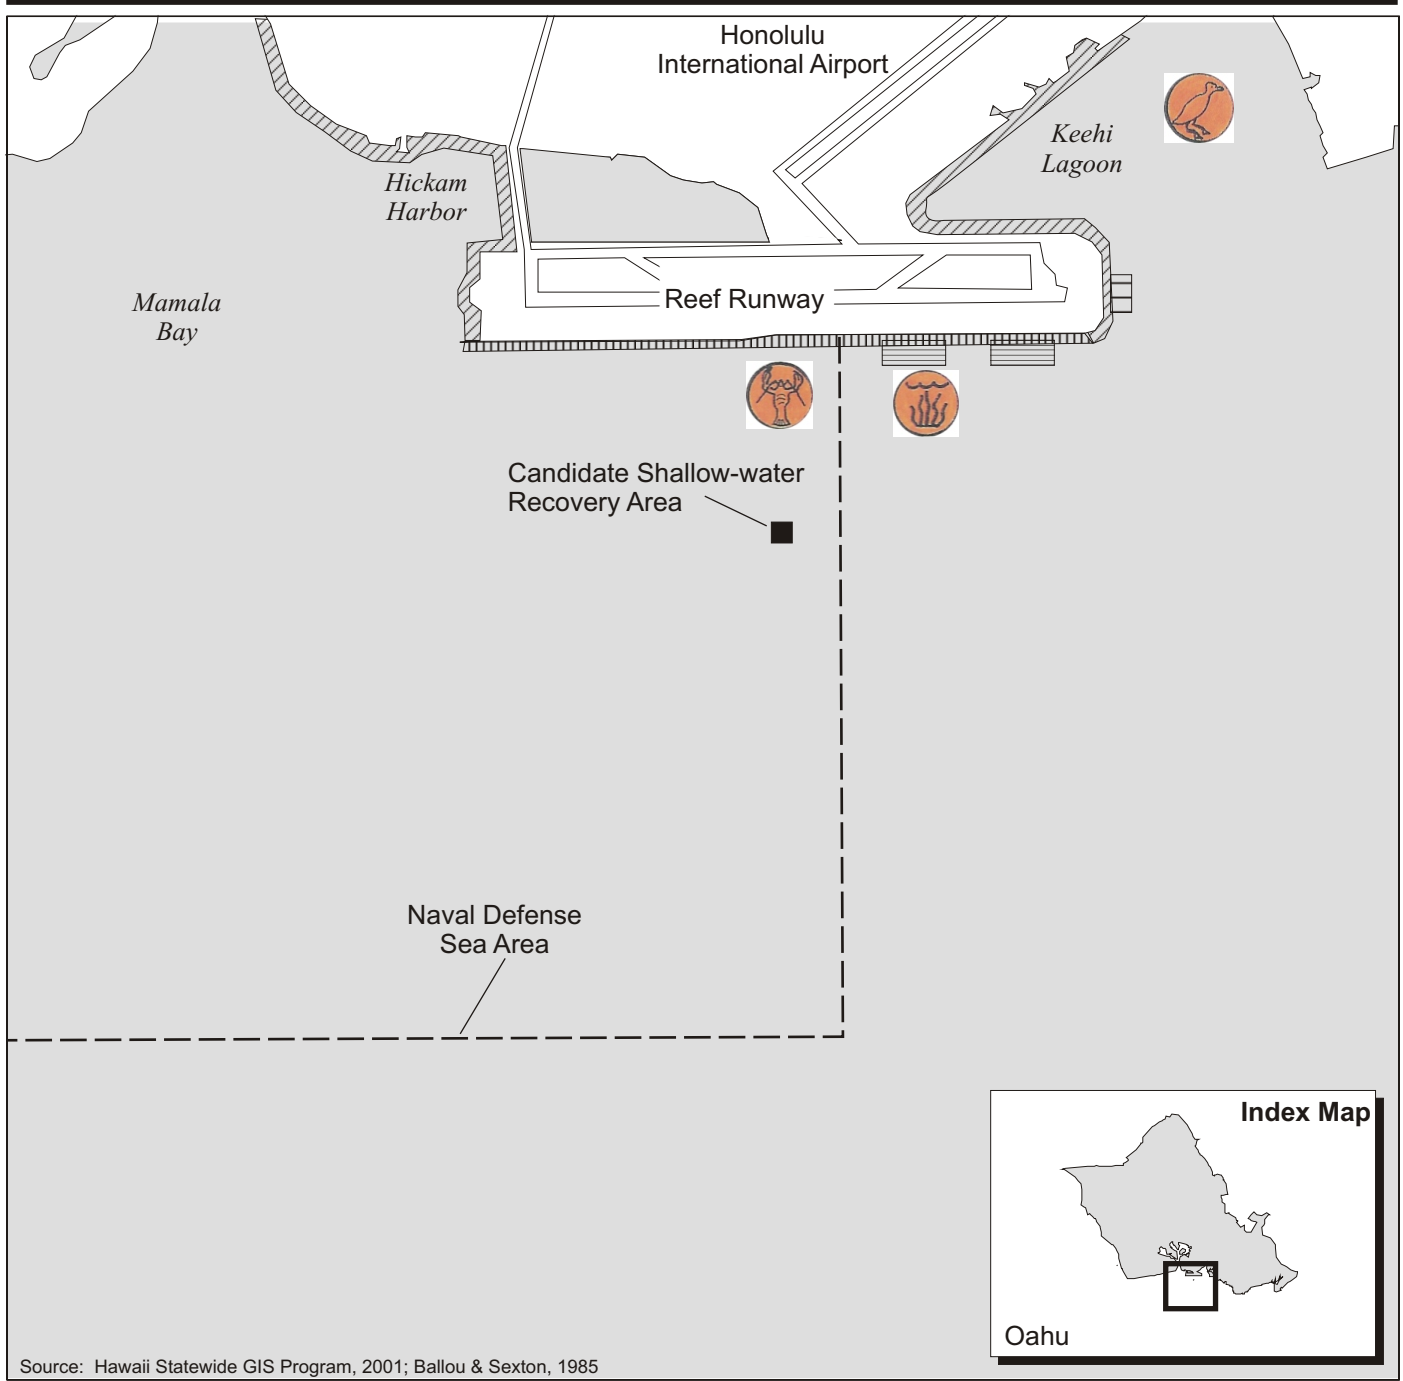 Honolulu
International Airport
Keehi
Lagoon
Hickam
Harbor
Mamala
Bay
Reef Runway
Candidate Shallow-water
Recovery Area
Naval Defense
Sea Area
Index Map
Oahu
Source: Hawaii Statewide GIS Program, 2001; Ballou & Sexton, 1985